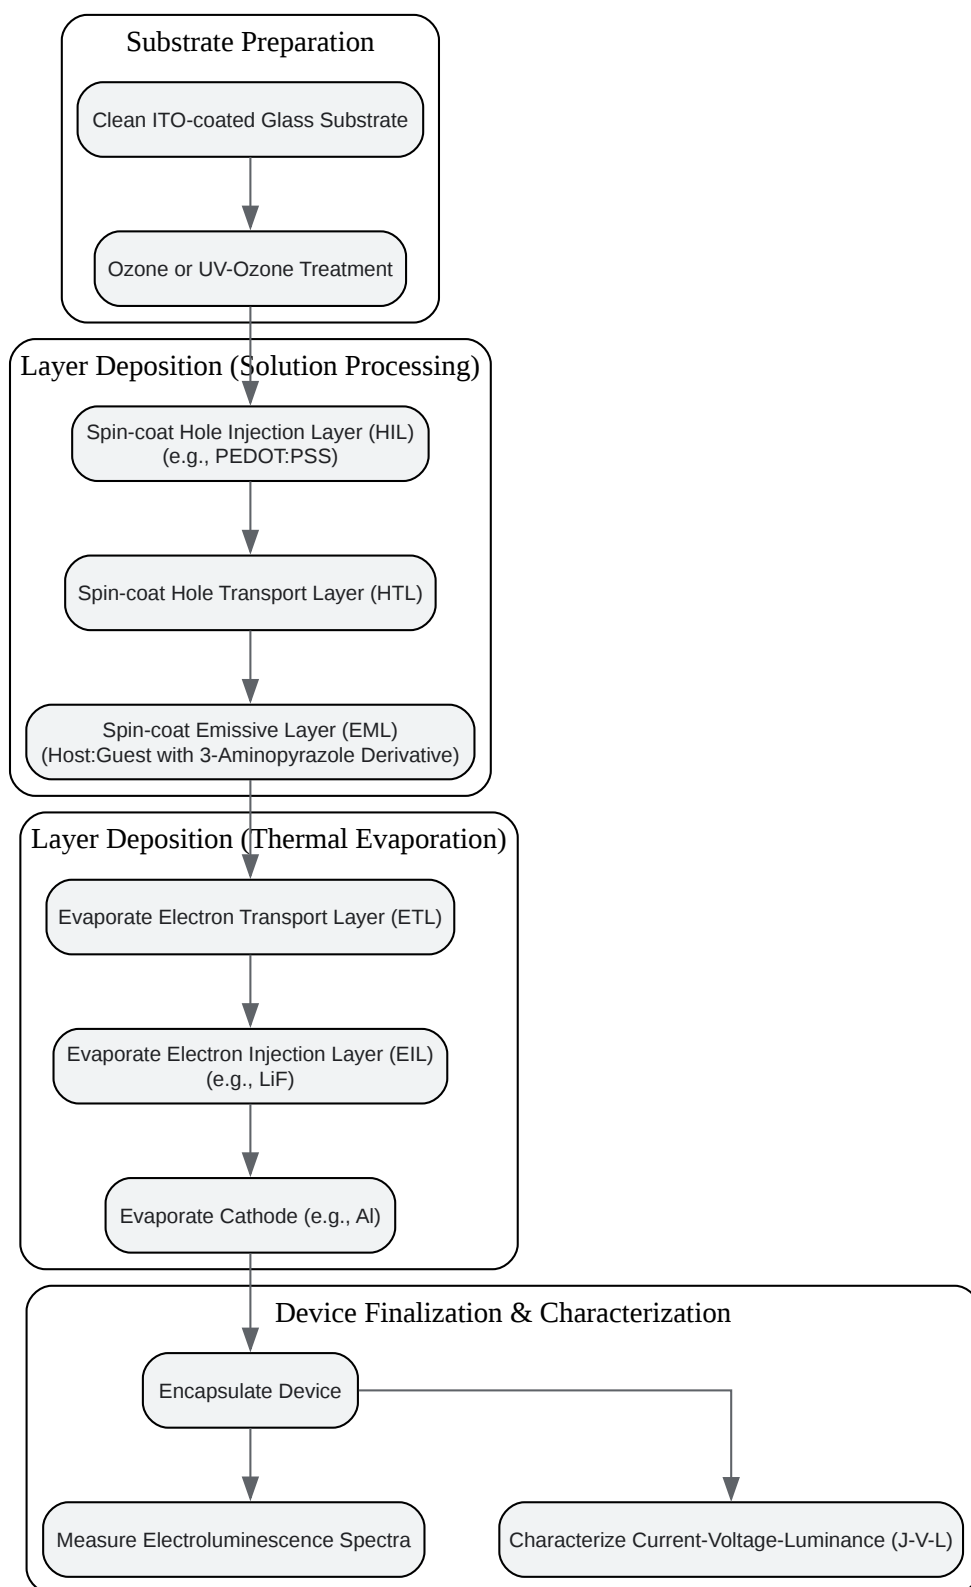 Substrate Preparation
Clean ITO-coated Glass Substrate
Ozone or UV-Ozone Treatment
Layer Deposition (Solution Processing)
Spin-coat Hole Injection Layer (HIL)
(e.g., PEDOT:PSS)
Spin-coat Hole Transport Layer (HTL)
Spin-coat Emissive Layer (EML)
(Host:Guest with 3-Aminopyrazole Derivative)
Layer Deposition (Thermal Evaporation)
Evaporate Electron Transport Layer (ETL)
Evaporate Electron Injection Layer (EIL)
(e.g., LiF)
Evaporate Cathode (e.g., Al)
Device Finalization & Characterization
Encapsulate Device
Measure Electroluminescence Spectra
Characterize Current-Voltage-Luminance (J-V-L)